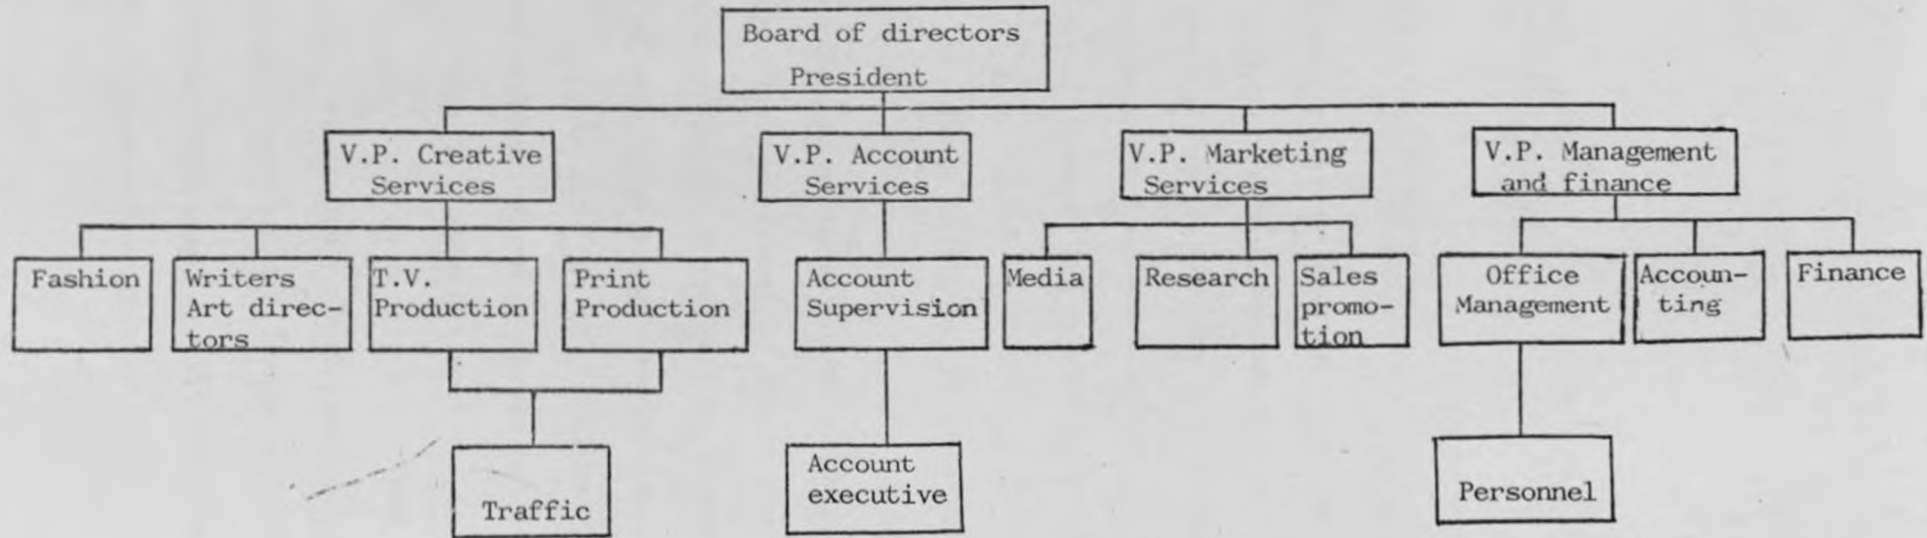 Board of directors
President
V.P. Creative
Services
V.P. Account
Services
V.P. Marketing
Services
V.P. Management
and finance
Fashion
Writers
Art direc-
tors
T.V.
Production
Print
Production
Account
Supervision
Media
Research
Sales
promo-
tion
Office
Management
Accoun-
ting
Finance
Traffic
Account
executive
Personnel